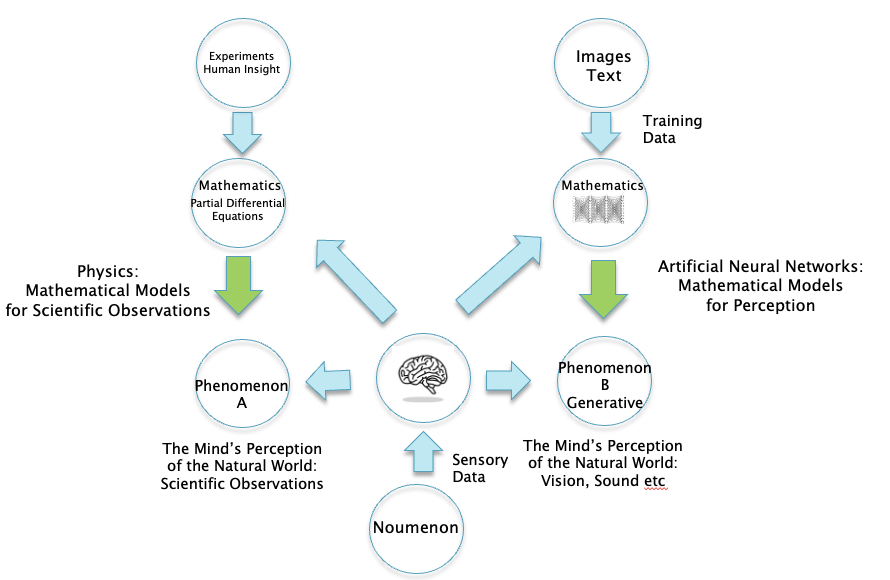 Experiments
Human Insight
Images
Text
Training
Data
Mathematics
Partial Differential
Equations
Mathematics
Physics:
Mathematical Models
for Scientific Observations
Artificial Neural Networks:
Mathematical Models
for Perception
Phenomenon
A
Phenomenon
B
Generative
The Mind's Perception
of the Natural World:
Scientific Observations
The Mind's Perception
of the Natural World:
Vision, Sound etc
Sensory
Data
Noumenon